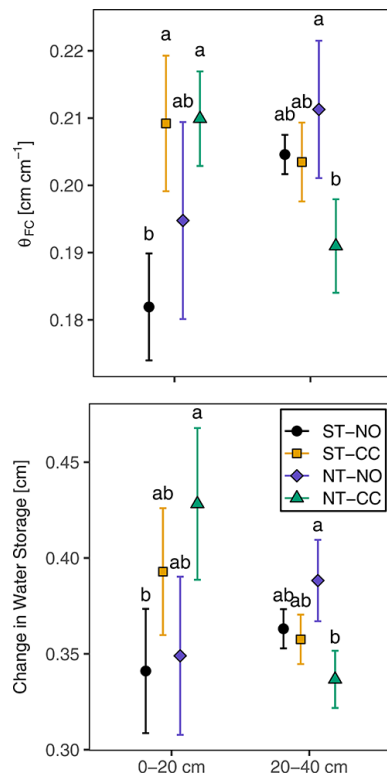 a
a
a
0.22
ab
ab
ab
0.21
θFC [cm cm⁻¹]
0.20
b
b
0.19
0.18
a
ST−NO
ST−CC
0.45
NT−NO
NT−CC
ab
a
Change in Water Storage [cm]
0.40
b
ab
ab
ab
b
0.35
0.30
0−20 cm
20−40 cm